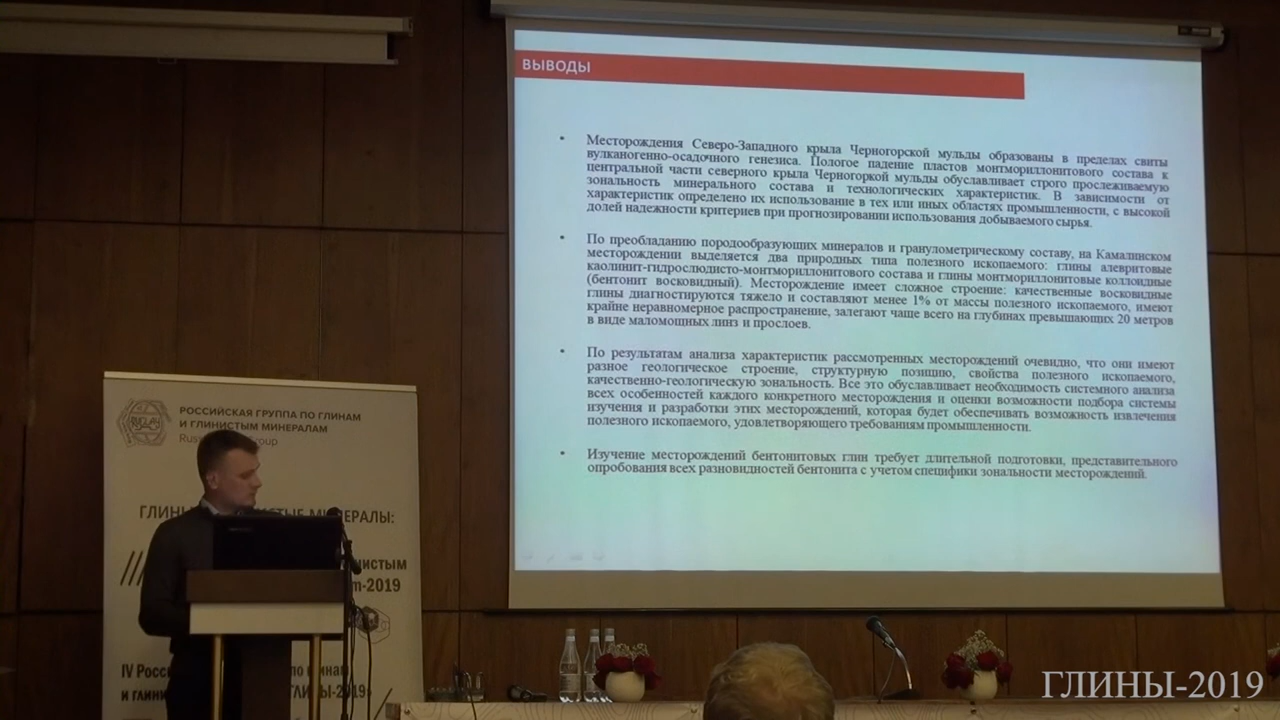 ВЫВОДЫ
• Месторождения Северо-Западного крыла Черногорской мульды образованы в пределах свиты
вулканогенно-осадочного генезиса. Пологое падение пластов монтмориллонитового состава к
центральной части северного крыла Черногоркой мульды обуславливает строго прослеживаемую
зональность минерального состава и технологических характеристик. В зависимости от
характеристик определено их использование в тех или иных областях промышленности, с высокой
долей надежности критериев при прогнозировании использования добываемого сырья.
• По преобладанию породообразующих минералов и гранулометрическому составу, на Камалинском
месторождении выделяется два природных типа полезного ископаемого: глины алевритовые
каолинит-гидрослюдисто-монтмориллонитового состава и глины монтмориллонитовые коллоидные
(бентонит восковидный). Месторождение имеет сложное строение: качественные восковидные
глины диагностируются тяжело и составляют менее 1% от массы полезного ископаемого, имеют
крайне неравномерное распространение, залегают чаще всего на глубинах превышающих 20 метров
в виде маломощных линз и прослоев.
• По результатам анализа характеристик рассмотренных месторождений очевидно, что они имеют
разное геологическое строение, структурную позицию, свойства полезного ископаемого,
качественно-геологическую зональность. Все это обуславливает необходимость системного анализа
всех особенностей каждого конкретного месторождения и оценки возможности подбора системы
изучения и разработки этих месторождений, которая будет обеспечивать возможность извлечения
полезного ископаемого, удовлетворяющего требованиям промышленности.
• Изучение месторождений бентонитовых глин требует длительной подготовки, представительного
опробования всех разновидностей бентонита с учетом специфики зональности месторождений.
РОССИЙСКАЯ ГРУППА ПО ГЛИНАМ
И ГЛИНИСТЫМ МИНЕРАЛАМ
ГЛИНЫ-2019